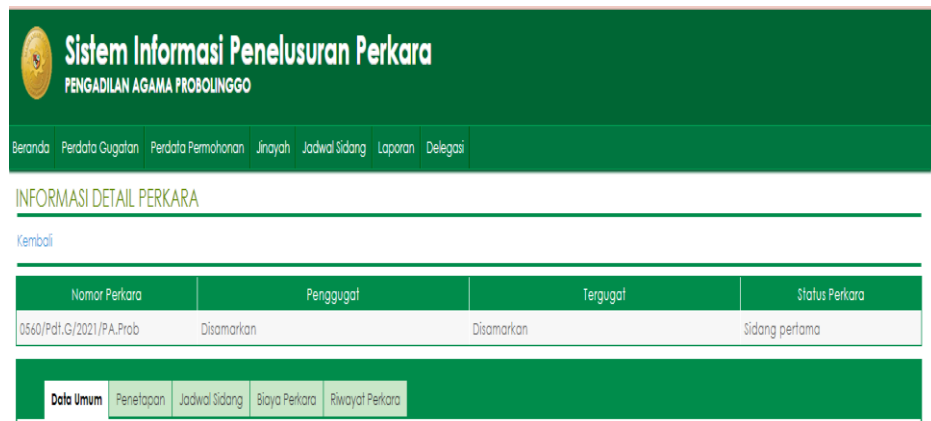 Sistem Informasi Penelusuran Perkara
PENGADILAN AGAMA PROBOLINGGO
Beranda Perdata Gugatan Perdata Permohonan Jinayah Jadwal Sidang Laporan Delegasi
INFORMASI DETAIL PERKARA
Kembali
Nomor Perkara Penggugat Tergugat Status Perkara
0560/Pdt.G/2021/PA.Prob Disamarkan Disamarkan Sidang pertama
Data Umum Penetapan Jadwal Sidang Biaya Perkara Riwayat Perkara